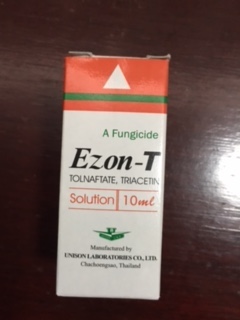 A Fungicide
Ezon-T
TOLNAFTATE, TRIACETIN
Solution 10ml
Manufactured by
UNISON LABORATORIES CO., LTD.
Chachoengsao, Thailand